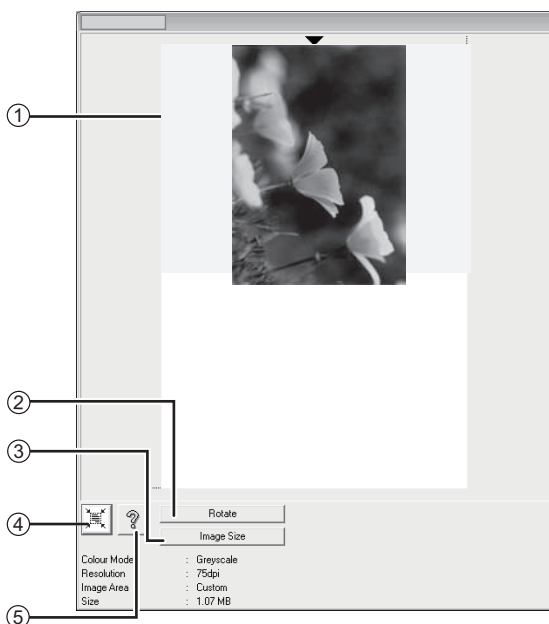 ①
②
Rotate
③
Image Size
④
Colour Mode : Greyscale
Resolution : 75dpi
Image Area : Custom
Size : 1.07 MB
⑤